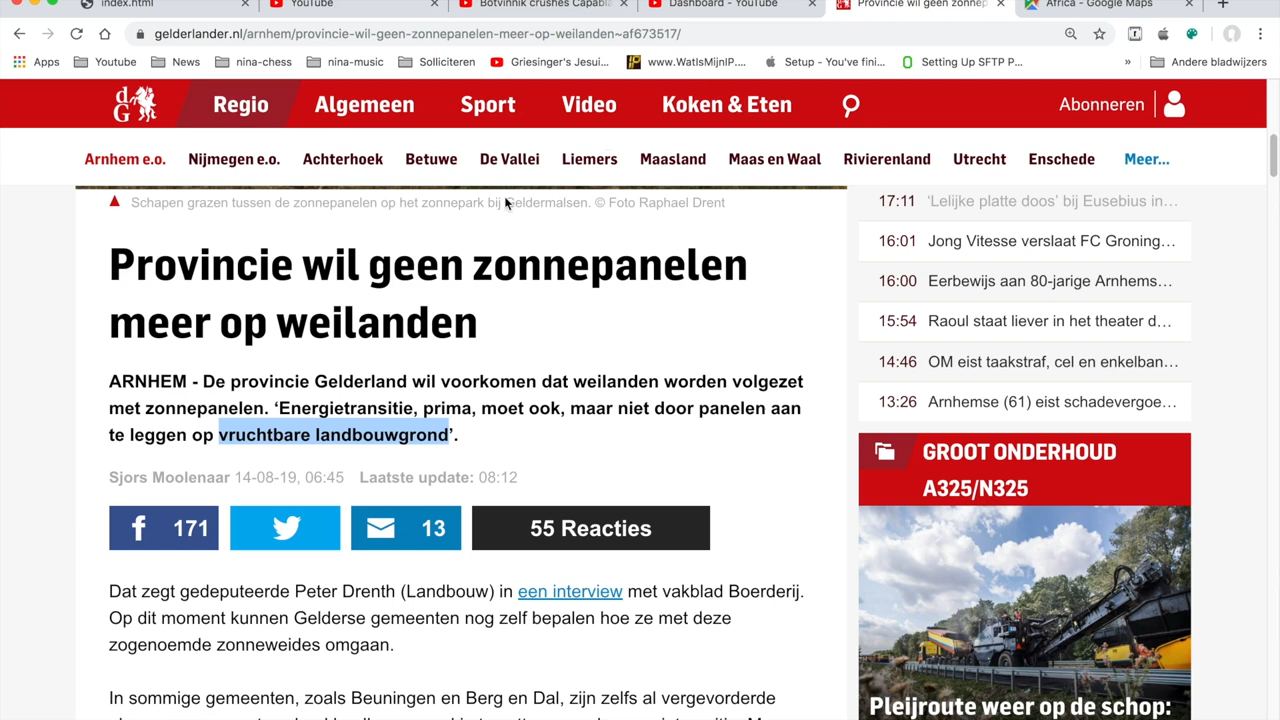 index.html
YouTube
Botvinnik crushes Capabl
Dashboard - YouTube
Provincie wil geen zonnep
Africa - Google Maps
gelderlander.nl/arnhem/provincie-wil-geen-zonnepanelen-meer-op-weilanden~af673517/
Apps
Youtube
News
nina-chess
nina-music
Solliciteren
Griesinger's Jesui...
www.WatIsMijnIP....
Setup - You've fini...
Setting Up SFTP P...
»
Andere bladwijzers
dG
Regio
Algemeen
Sport
Video
Koken & Eten
Abonneren
Arnhem e.o.
Nijmegen e.o.
Achterhoek
Betuwe
De Vallei
Liemers
Maasland
Maas en Waal
Rivierenland
Utrecht
Enschede
Meer...
Schapen grazen tussen de zonnepanelen op het zonnepark bij Geldermalsen. © Foto Raphael Drent
Provincie wil geen zonnepanelen
meer op weilanden
ARNHEM - De provincie Gelderland wil voorkomen dat weilanden worden volgezet
met zonnepanelen. ‘Energietransitie, prima, moet ook, maar niet door panelen aan
te leggen op vruchtbare landbouwgrond’.
Sjors Moolenaar 14-08-19, 06:45 Laatste update: 08:12
171
13
55 Reacties
Dat zegt gedeputeerde Peter Drenth (Landbouw) in een interview met vakblad Boerderij.
Op dit moment kunnen Gelderse gemeenten nog zelf bepalen hoe ze met deze
zogenoemde zonneweides omgaan.
In sommige gemeenten, zoals Beuningen en Berg en Dal, zijn zelfs al vergevorderde
17:11 ‘Lelijke platte doos’ bij Eusebius in...
16:01 Jong Vitesse verslaat FC Groning...
16:00 Eerbewijs aan 80-jarige Arnhems...
15:54 Raoul staat liever in het theater d...
14:46 OM eist taakstraf, cel en enkelban...
13:26 Arnhemse (61) eist schadevergoe...
GROOT ONDERHOUD
A325/N325
Pleijroute weer op de schop: